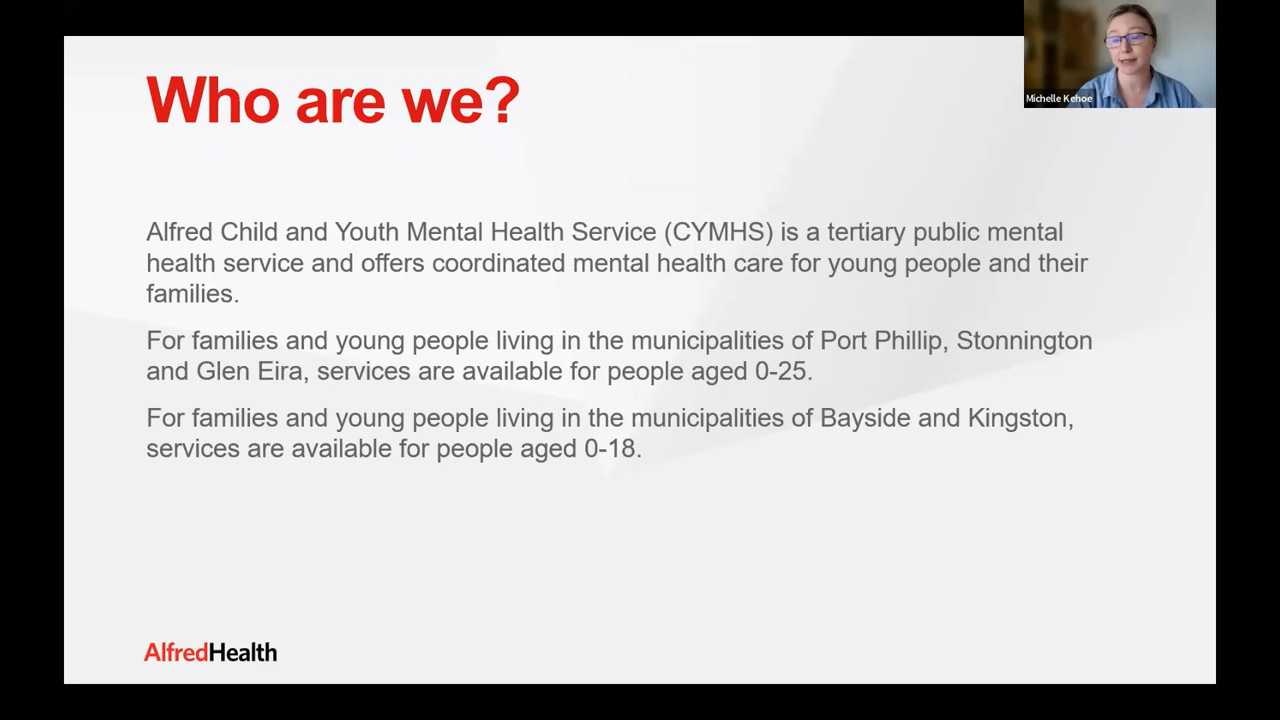 Who are we?
Michelle Kehoe
Alfred Child and Youth Mental Health Service (CYMHS) is a tertiary public mental
health service and offers coordinated mental health care for young people and their
families.
For families and young people living in the municipalities of Port Phillip, Stonnington
and Glen Eira, services are available for people aged 0-25.
For families and young people living in the municipalities of Bayside and Kingston,
services are available for people aged 0-18.
AlfredHealth